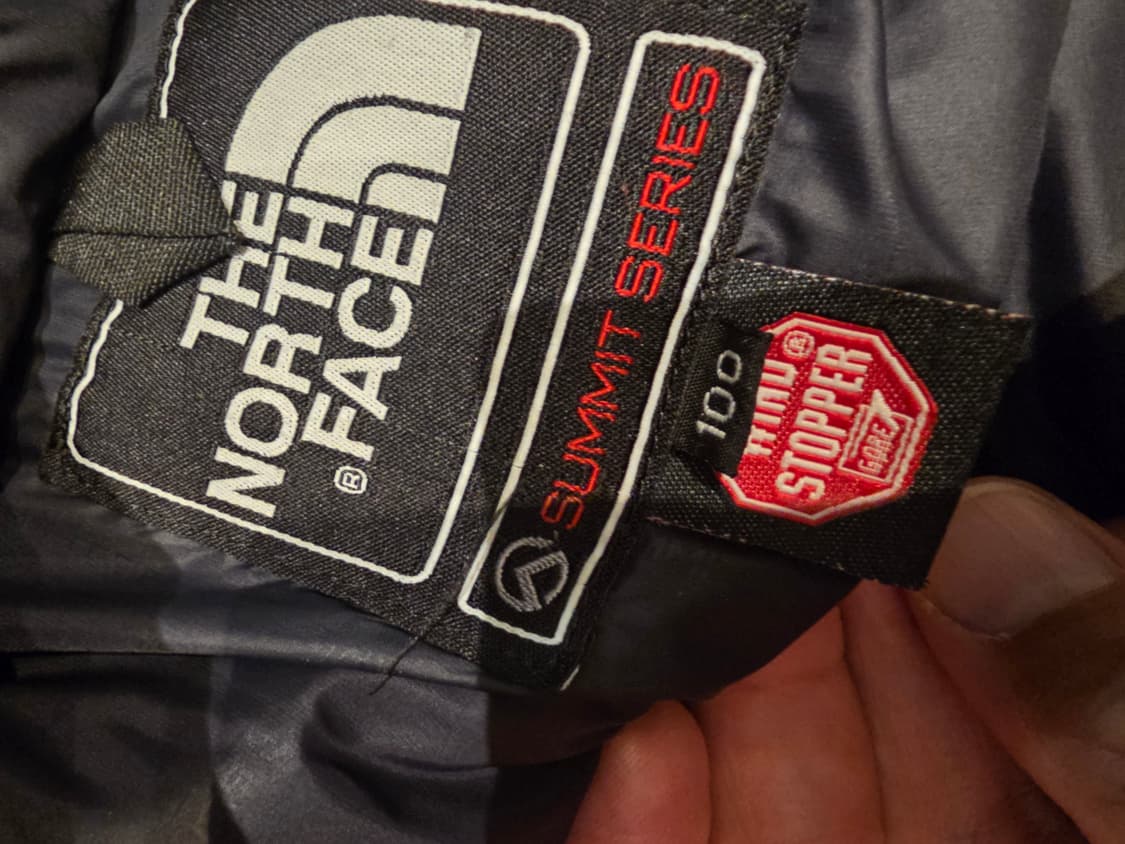 THE
NORTH
FACE®
SUMMIT SERIES
100
WIND®
STOPPER
GORE